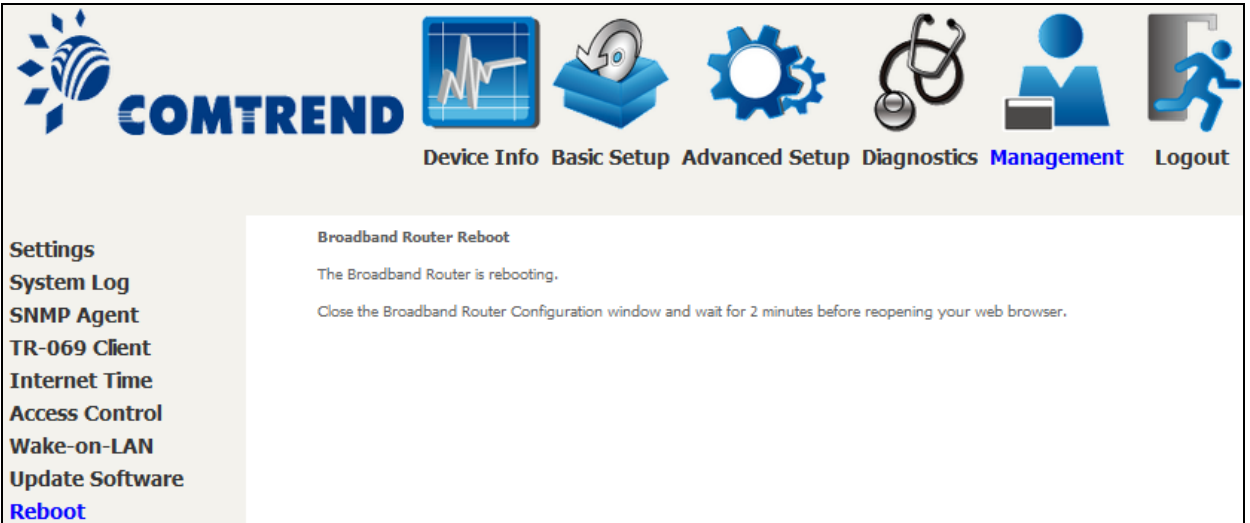 COMTREND
Device Info Basic Setup Advanced Setup Diagnostics Management Logout
Settings
System Log
SNMP Agent
TR-069 Client
Internet Time
Access Control
Wake-on-LAN
Update Software
Reboot
Broadband Router Reboot
The Broadband Router is rebooting.
Close the Broadband Router Configuration window and wait for 2 minutes before reopening your web browser.